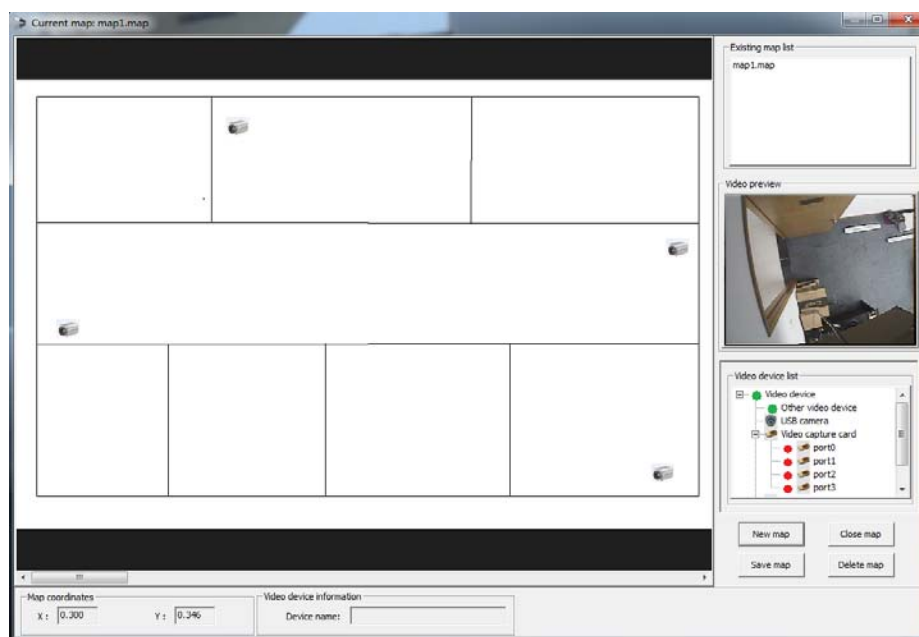 Current map: map1.map
Existing map list
map1.map
Video preview
Video device list
Video device
Other video device
USB camera
Video capture card
port0
port1
port2
port3
New map Close map
Save map Delete map
Map coordinates
X: 0.300 Y: 0.346
Video device information
Device name: